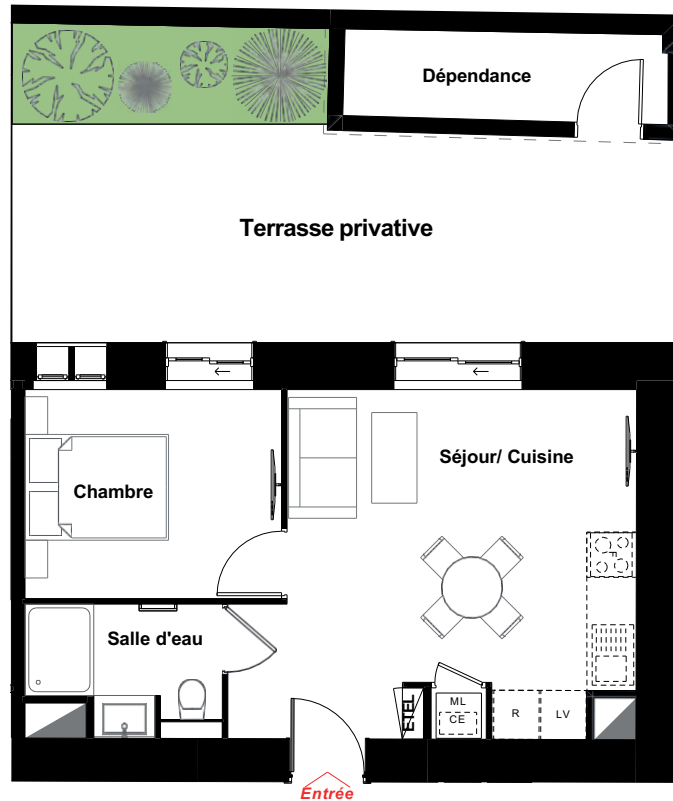 Dépendance
Terrasse privative
Séjour/ Cuisine
Chambre
Salle d'eau
ETEL
ML
CE
R
LV
Entrée